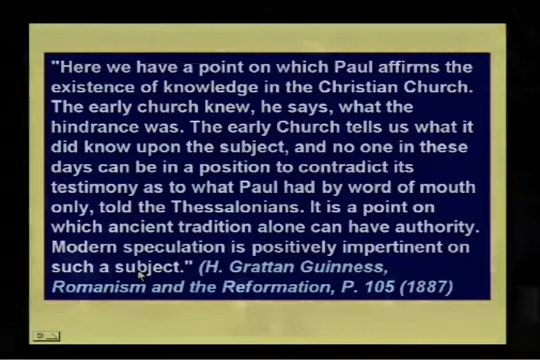 "Here we have a point on which Paul affirms the
existence of knowledge in the Christian Church.
The early church knew, he says, what the
hindrance was. The early Church tells us what it
did know upon the subject, and no one in these
days can be in a position to contradict its
testimony as to what Paul had by word of mouth
only, told the Thessalonians. It is a point on
which ancient tradition alone can have authority.
Modern speculation is positively impertinent on
such a subject." (H. Grattan Guinness,
Romanism and the Reformation, P. 105 (1887)